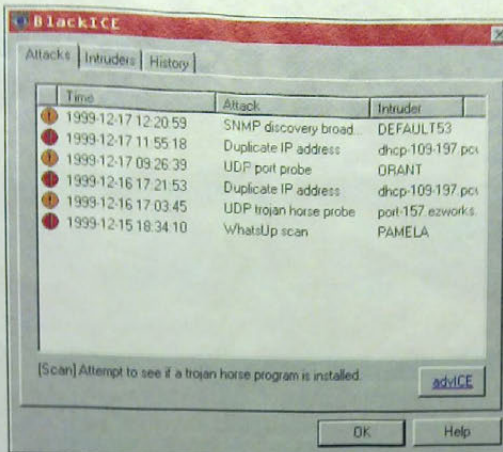 BlackICE
Attacks Intruders History
Time Attack Intruder
1999-12-17 12:20:59 SNMP discovery broad... DEFAULT53
1999-12-17 11:55:18 Duplicate IP address dhcp-109-197.pcı
1999-12-17 09:26:39 UDP port probe ORANT
1999-12-16 17:21:53 Duplicate IP address dhcp-109-197.pcı
1999-12-16 17:03:45 UDP trojan horse probe port-157.ezworks.
1999-12-15 18:34:10 WhatsUp scan PAMELA
[Scan] Attempt to see if a trojan horse program is installed.
advICE
OK Help